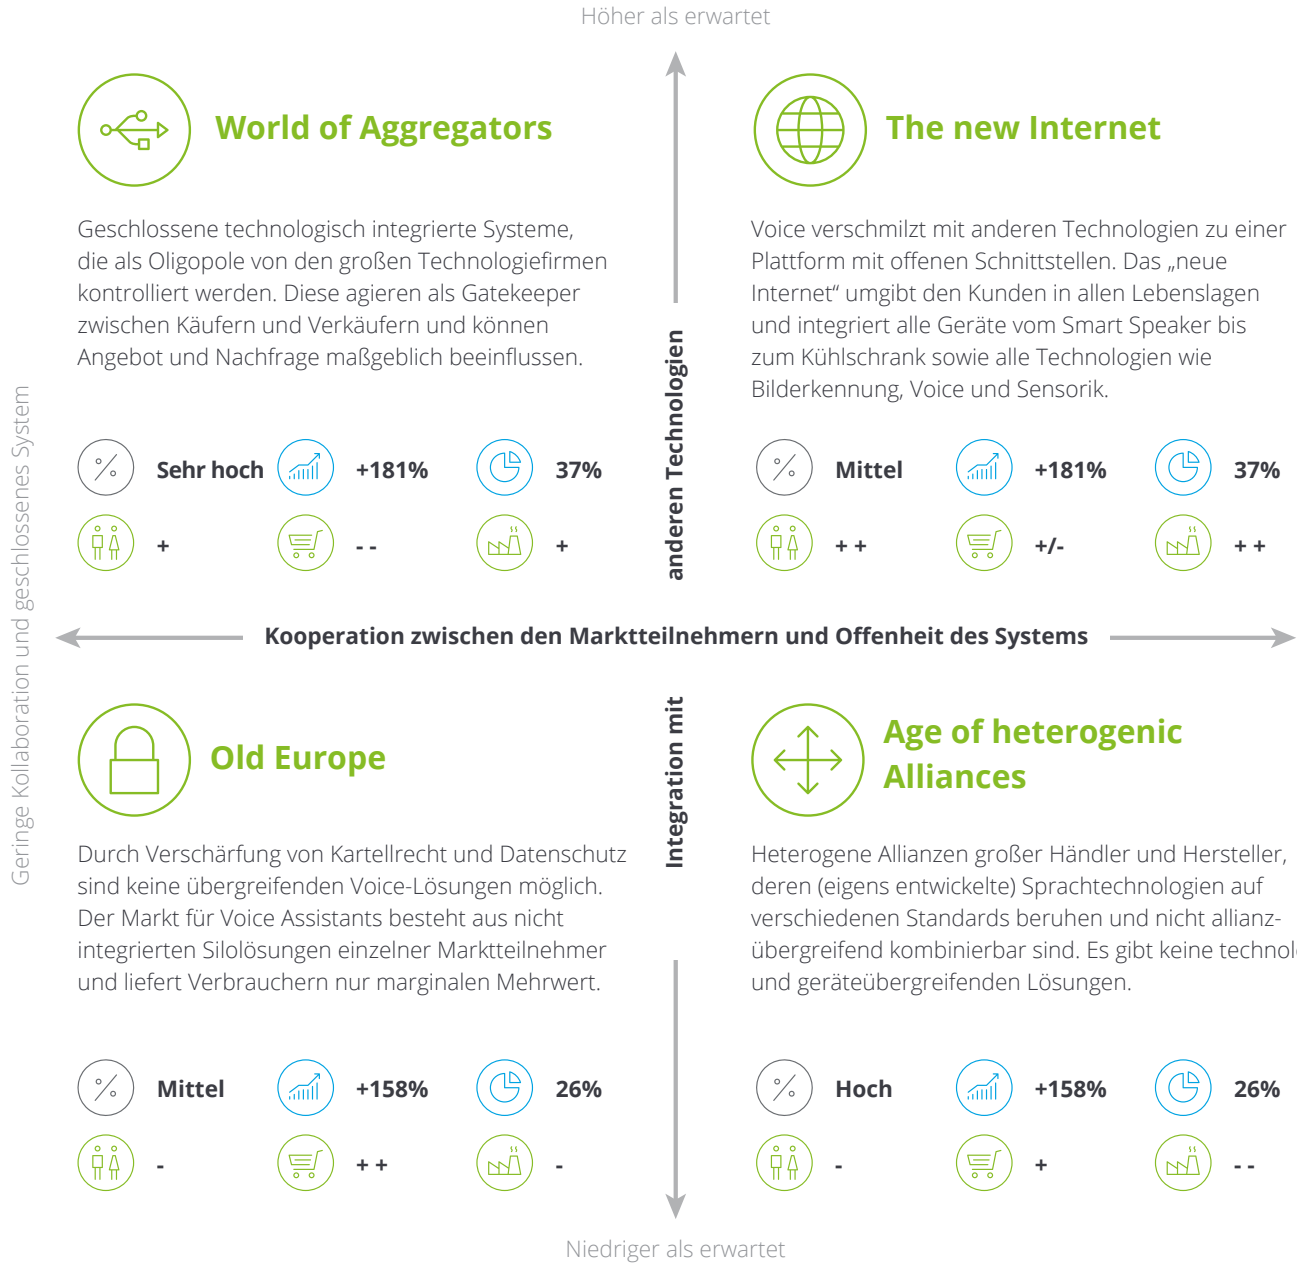 Höher als erwartet
World of Aggregators
Geschlossene technologisch integrierte Systeme,
die als Oligopole von den großen Technologiefirmen
kontrolliert werden. Diese agieren als Gatekeeper
zwischen Käufern und Verkäufern und können
Angebot und Nachfrage maßgeblich beeinflussen.
% Sehr hoch +181% 37%
+ - - +
The new Internet
Voice verschmilzt mit anderen Technologien zu einer
Plattform mit offenen Schnittstellen. Das „neue
Internet“ umgibt den Kunden in allen Lebenslagen
und integriert alle Geräte vom Smart Speaker bis
zum Kühlschrank sowie alle Technologien wie
Bilderkennung, Voice und Sensorik.
% Mittel +181% 37%
+ + +/- + +
Geringe Kollaboration und geschlossenes System
Kooperation zwischen den Marktteilnehmern und Offenheit des Systems
Integration mit
anderen Technologien
Old Europe
Durch Verschärfung von Kartellrecht und Datenschutz
sind keine übergreifenden Voice-Lösungen möglich.
Der Markt für Voice Assistants besteht aus nicht
integrierten Silolösungen einzelner Marktteilnehmer
und liefert Verbrauchern nur marginalen Mehrwert.
% Mittel +158% 26%
- + + -
Age of heterogenic
Alliances
Heterogene Allianzen großer Händler und Hersteller,
deren (eigens entwickelte) Sprachtechnologien auf
verschiedenen Standards beruhen und nicht allianz-
übergreifend kombinierbar sind. Es gibt keine
und geräteübergreifenden Lösungen.
% Hoch +158% 26%
- + - -
Niedriger als erwartet